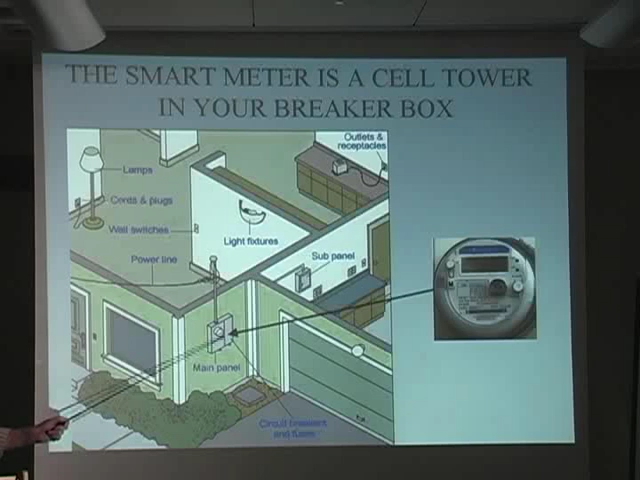 THE SMART METER IS A CELL TOWER
IN YOUR BREAKER BOX
Outlets &
receptacles
Lamps
Cords & plugs
Wall switches
Light fixtures
Power line
Sub panel
Main panel
Circuit breakers
and fuses